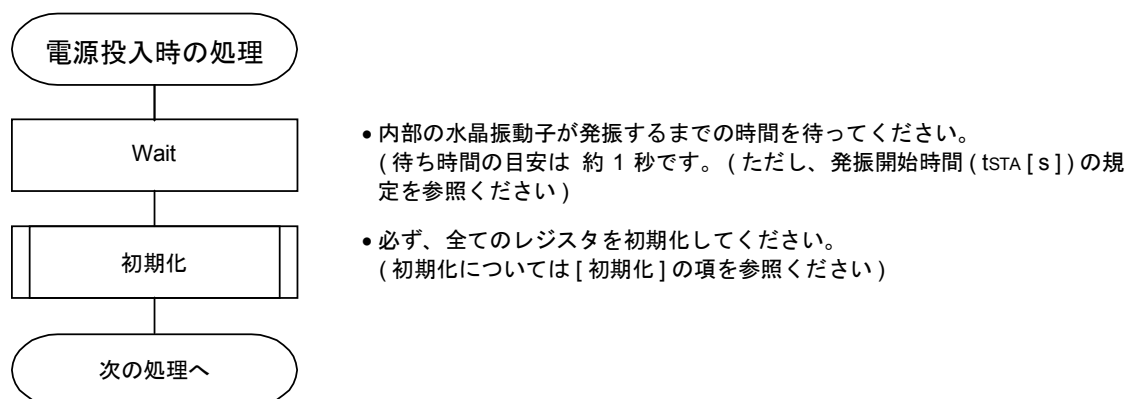 電源投入時の処理
Wait
• 内部の水晶振動子が発振するまでの時間を待ってください。
( 待ち時間の目安は 約 1 秒です。 ( ただし、発振開始時間 ( tSTA [ s ] ) の規
定を参照ください )
初期化
• 必ず、全てのレジスタを初期化してください。
( 初期化については [ 初期化 ] の項を参照ください )
次の処理へ